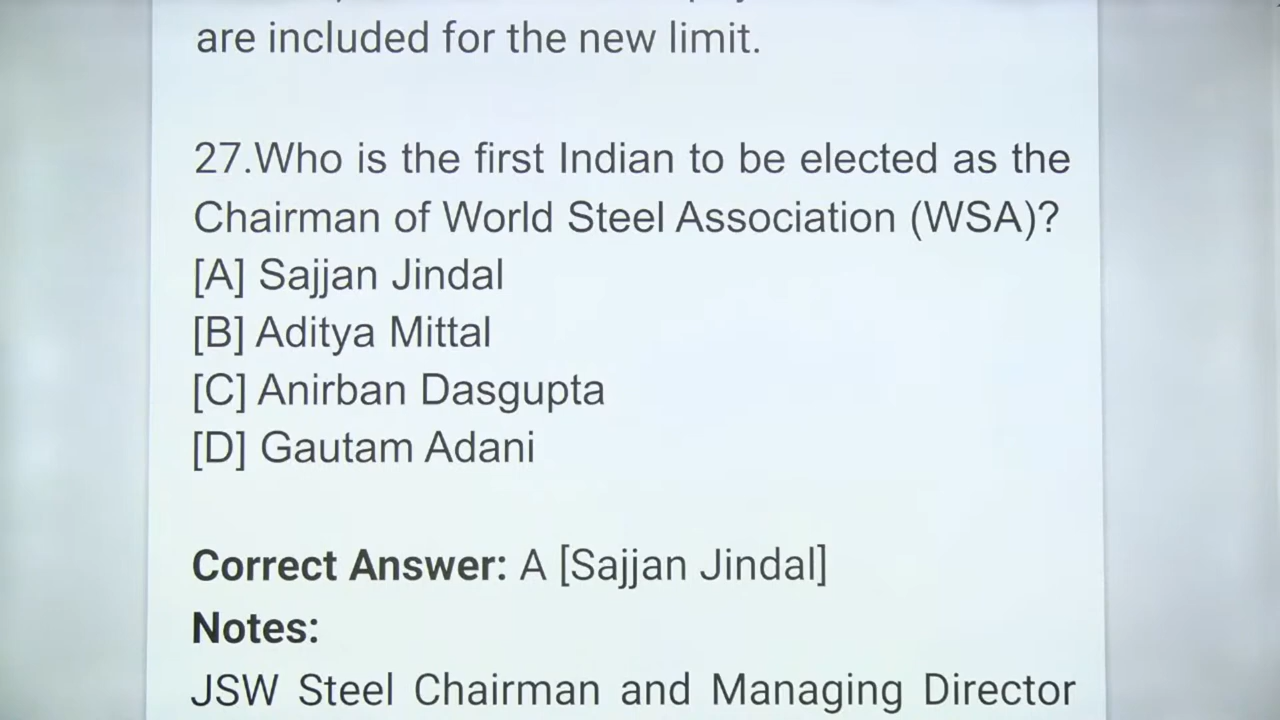 are included for the new limit.
27.Who is the first Indian to be elected as the
Chairman of World Steel Association (WSA)?
[A] Sajjan Jindal
[B] Aditya Mittal
[C] Anirban Dasgupta
[D] Gautam Adani
Correct Answer: A [Sajjan Jindal]
Notes:
JSW Steel Chairman and Managing Director